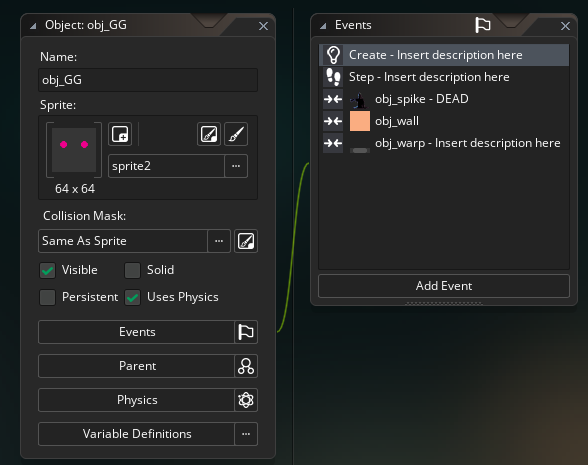 Object: obj_GG
Name:
obj_GG
Sprite:
sprite2
...
64 x 64
Collision Mask:
Same As Sprite
...
Visible
Solid
Persistent
Uses Physics
Events
Parent
Physics
Variable Definitions
...
Events
Create - Insert description here
Step - Insert description here
obj_spike - DEAD
obj_wall
obj_warp - Insert description here
Add Event